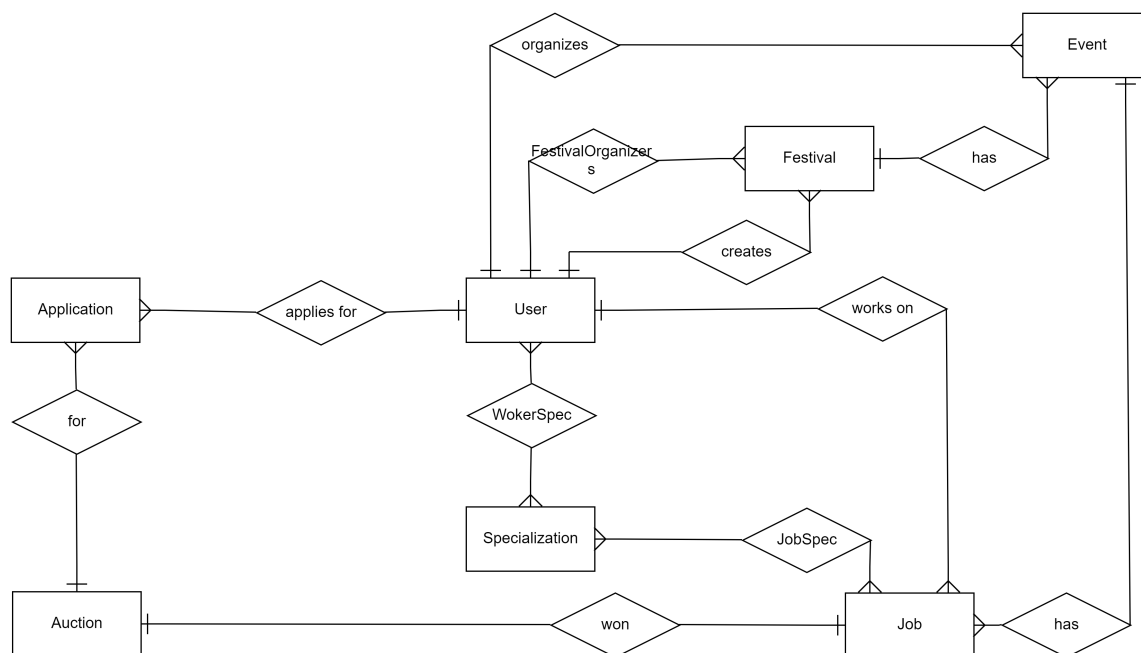 organizes
Event
FestivalOrganizer
s
Festival
has
creates
Application
applies for
User
works on
for
WokerSpec
Specialization
JobSpec
Auction
won
Job
has